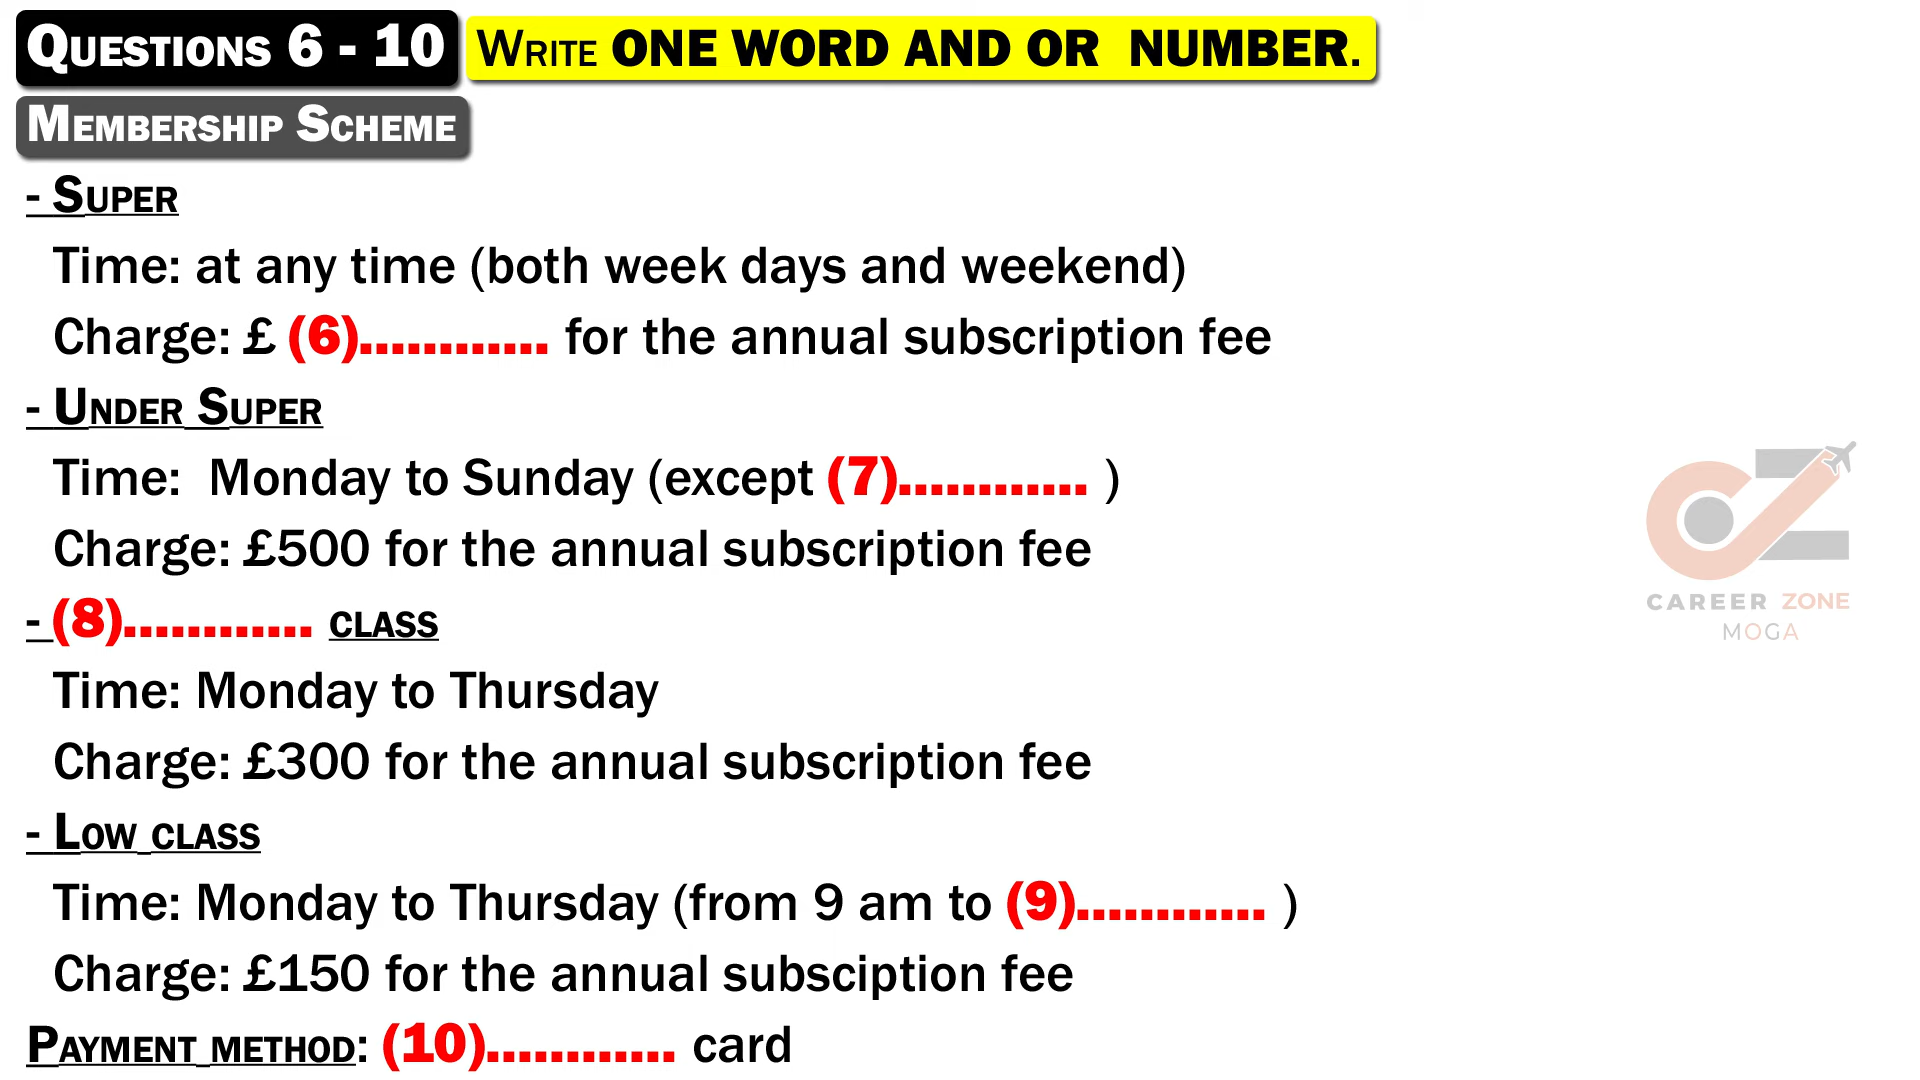 QUESTIONS 6 - 10 WRITE ONE WORD AND OR NUMBER.
MEMBERSHIP SCHEME
- SUPER
Time: at any time (both week days and weekend)
Charge: £ (6)............ for the annual subscription fee
- UNDER SUPER
Time: Monday to Sunday (except (7)............ )
Charge: £500 for the annual subscription fee
- (8)............ CLASS
Time: Monday to Thursday
Charge: £300 for the annual subscription fee
- LOW CLASS
Time: Monday to Thursday (from 9 am to (9)............ )
Charge: £150 for the annual subsciption fee
PAYMENT METHOD: (10)............ card
CAREER ZONE
MOGA